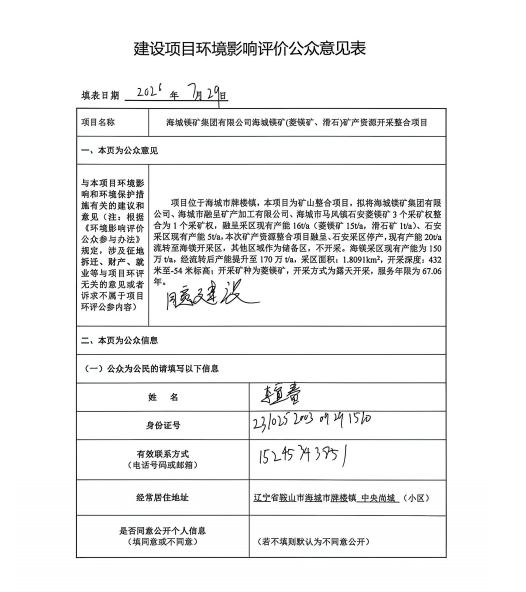 建设项目环境影响评价公众意见表
填表日期 2026 年 7月29日
项目名称 海城镁矿集团有限公司海城镁矿(菱镁矿、滑石)矿产资源开采整合项目
一、本页为公众意见
与本项目环境影
响和环境保护措
施有关的建议和
意见（注：根据
《环境影响评价
公众参与办法》
规定，涉及征地
拆迁、财产、就
业等与项目环评
无关的意见或者
诉求不属于项目
环评公参内容）
项目位于海城市牌楼镇，本项目为矿山整合项目，拟将海城镁矿集团有限公
司、海城市融呈矿产加工有限公司、海城市马风镇石安菱镁矿 3 个采矿权整
合为 1 个采矿权，融呈采区现有产能 16t/a（菱镁矿 15t/a，滑石矿 1t/a）、石安
采区现有产能 5t/a，本次矿产资源整合项目融呈、石安采区停产，现有产能 20t/a
流转至海镁开采区，其他区域作为储备区，不开采。海镁采区现有产能为 150
万 t/a，经流转后产能提升至 170 万 t/a，采区面积：1.8091km²，开采深度：432
米至-54 米标高；开采矿种为菱镁矿，开采方式为露天开采，服务年限为 67.06
年。
同意建设
二、本页为公众信息
（一）公众为公民的请填写以下信息
姓 名
身份证号
有效联系方式
（电话号码或邮箱） 15245343851
经常居住地址 辽宁省鞍山市海城市牌楼镇 中央尚城 （小区）
是否同意公开个人信息
（填同意或不同意） （若不填则默认为不同意公开）